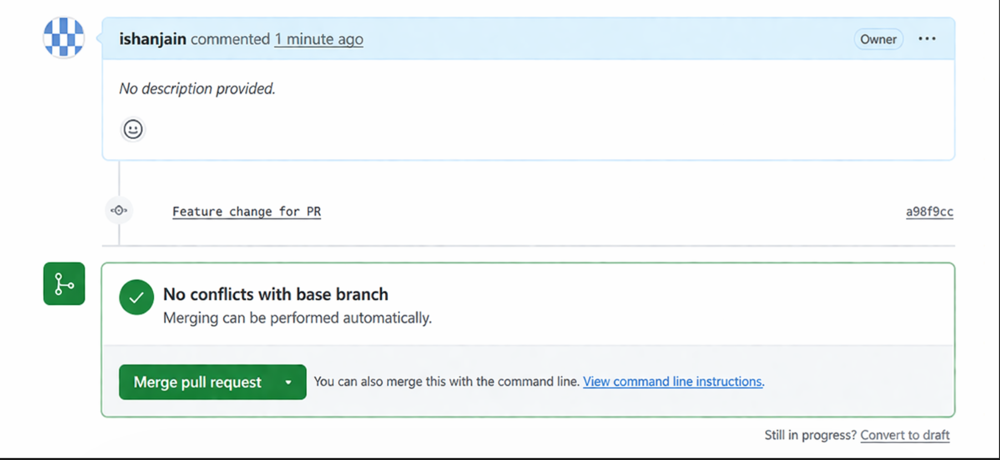 ishanjain commented 1 minute ago
Owner
No description provided.
Feature change for PR
a98f9cc
No conflicts with base branch
Merging can be performed automatically.
Merge pull request
You can also merge this with the command line. View command line instructions.
Still in progress? Convert to draft